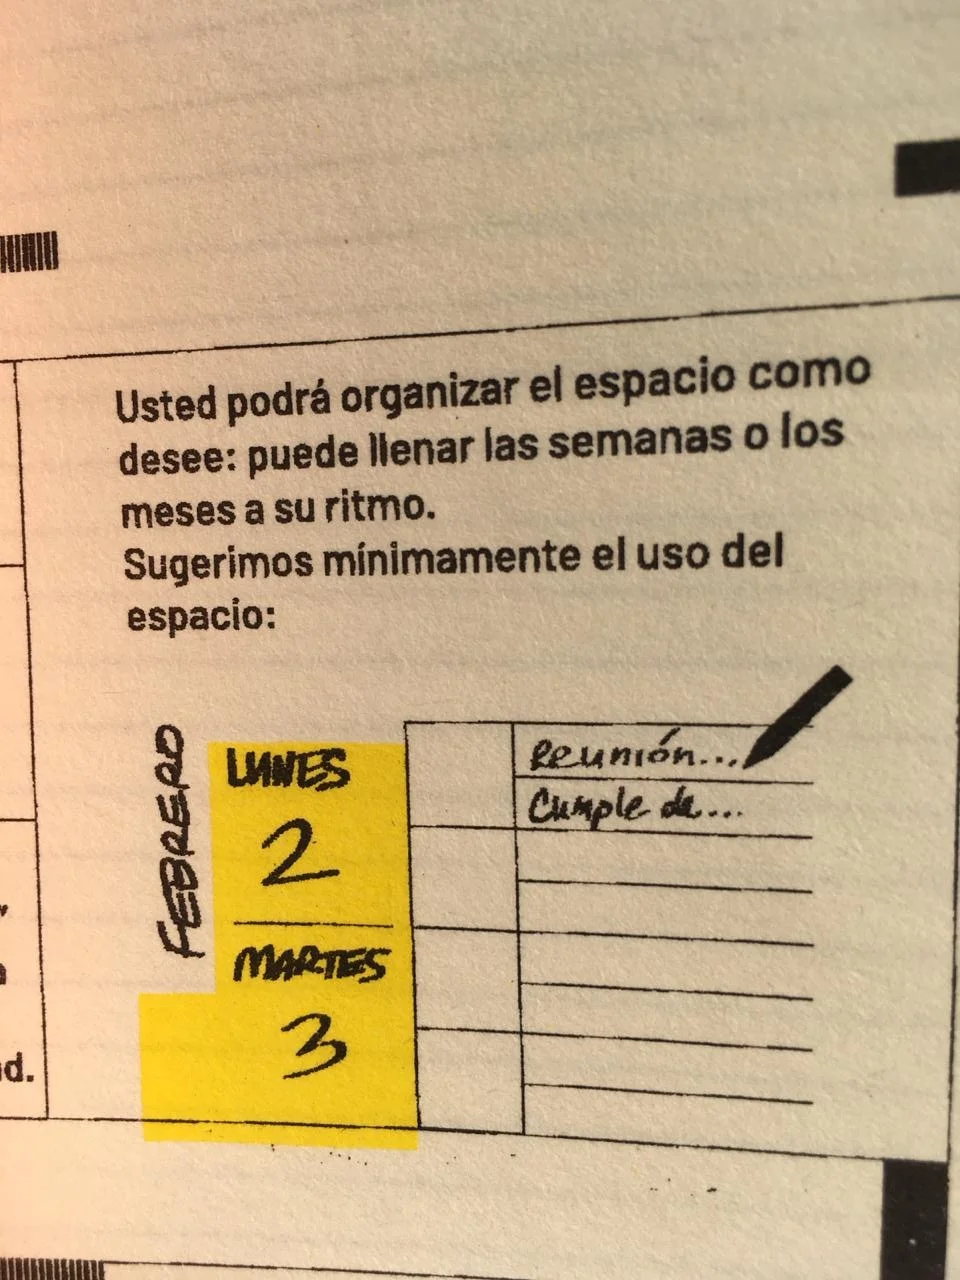 Usted podrá organizar el espacio como
desee: puede llenar las semanas o los
meses a su ritmo.
Sugerimos mínimamente el uso del
espacio:
FEBRERO
LUNES
2
MARTES
3
Reunión...
Cumple de...
d.